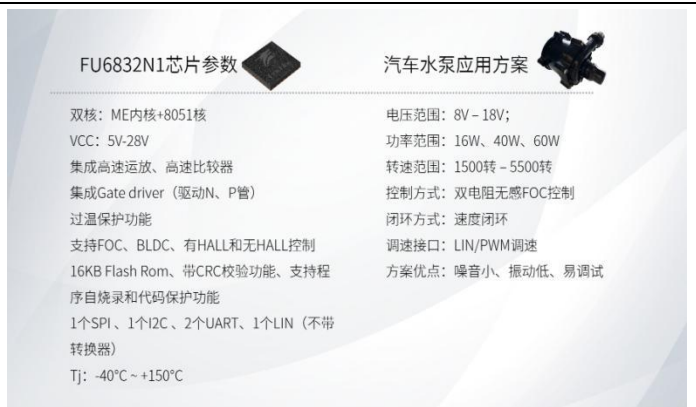 FU6832N1芯片参数
双核：ME内核+8051核
VCC：5V-28V
集成高速运放、高速比较器
集成Gate driver（驱动N、P管）
过温保护功能
支持FOC、BLDC、有HALL和无HALL控制
16KB Flash Rom、带CRC校验功能、支持程
序自烧录和代码保护功能
1个SPI 、1个I2C 、2个UART、1个LIN（不带
转换器）
Tj：-40°C ~ +150°C
汽车水泵应用方案
电压范围：8V – 18V；
功率范围：16W、40W、60W
转速范围：1500转 – 5500转
控制方式：双电阻无感FOC控制
闭环方式：速度闭环
调速接口：LIN/PWM调速
方案优点：噪音小、振动低、易调试